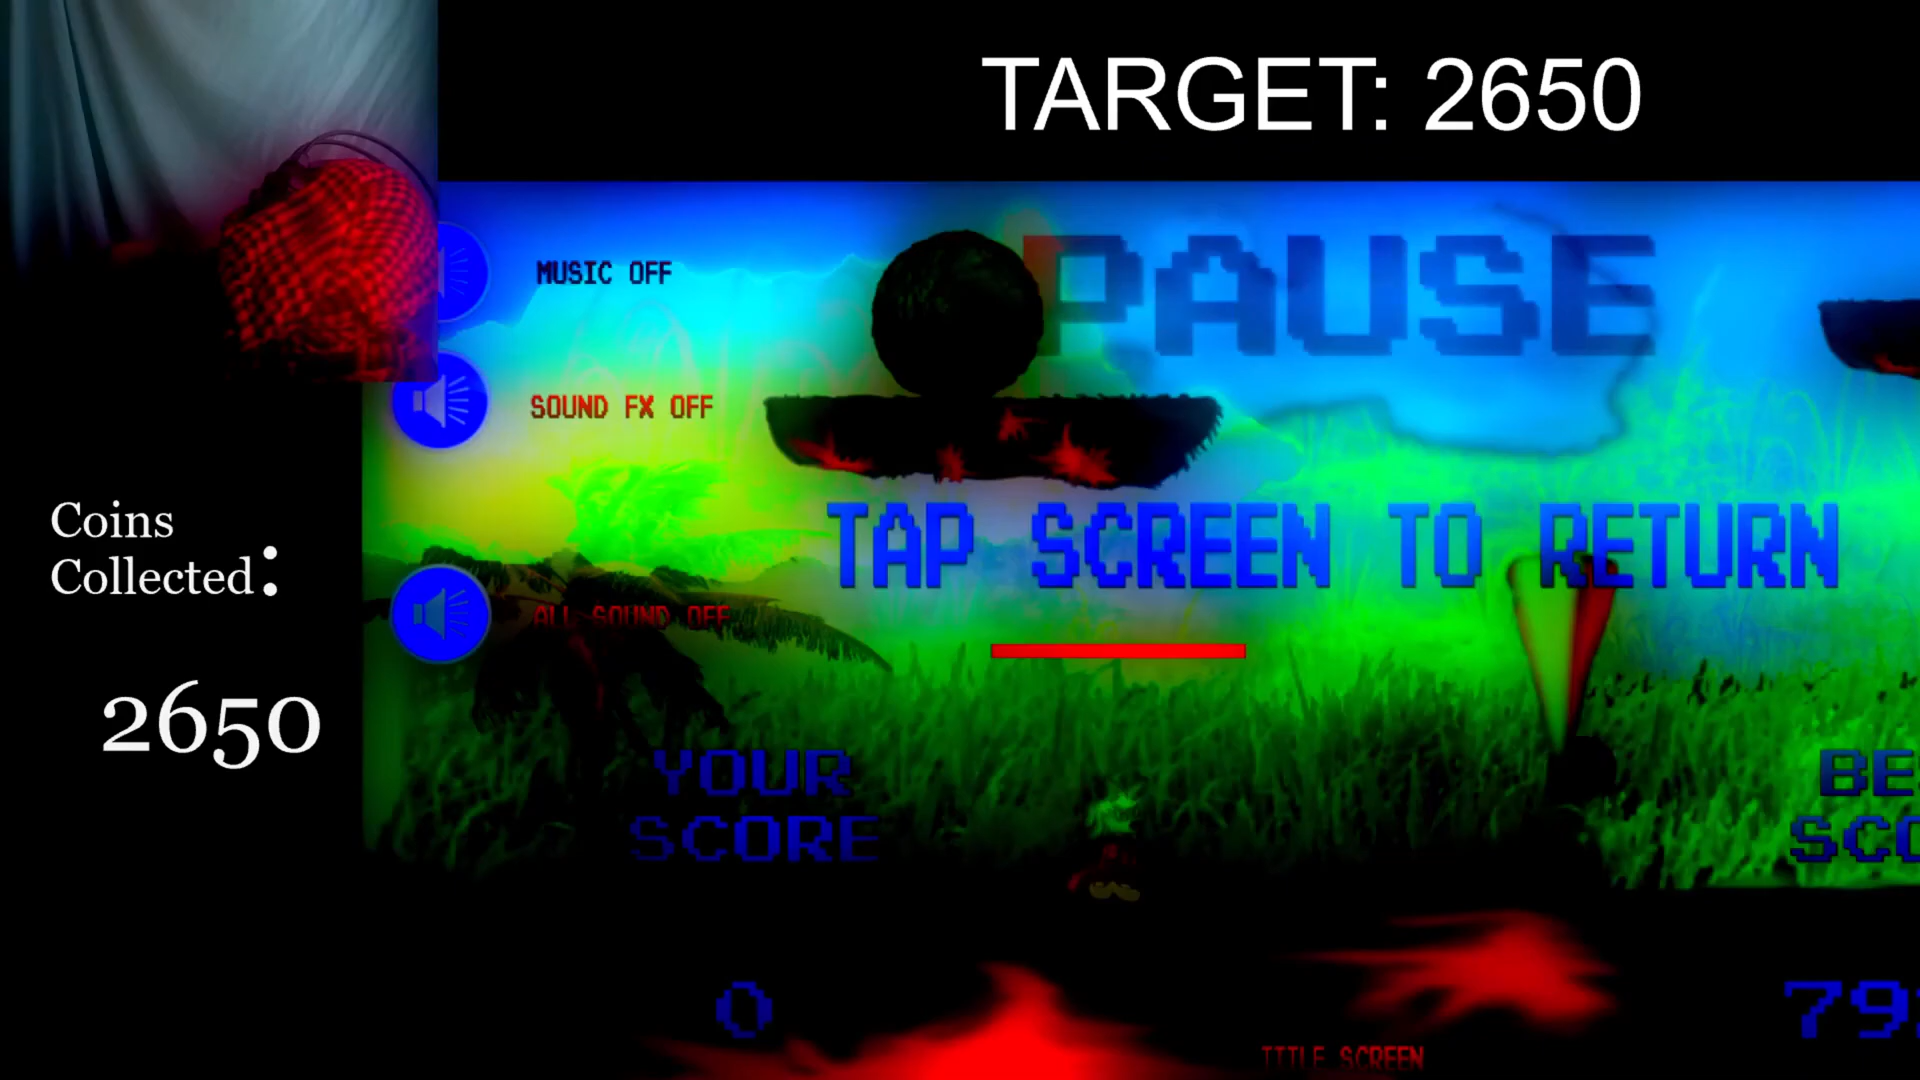 TARGET: 2650
PAUSE
MUSIC OFF
SOUND FX OFF
TAP SCREEN TO RETURN
Coins
Collected:
ALL SOUND OFF
2650
YOUR
SCORE
0
TITLE SCREEN